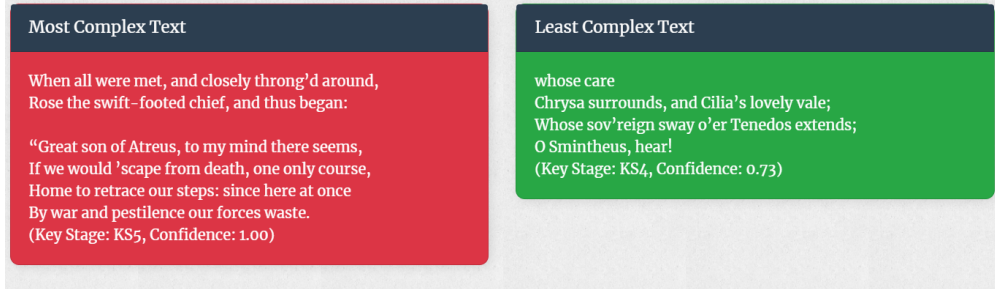 Most Complex Text
When all were met, and closely throng’d around,
Rose the swift-footed chief, and thus began:
“Great son of Atreus, to my mind there seems,
If we would ’scape from death, one only course,
Home to retrace our steps: since here at once
By war and pestilence our forces waste.
(Key Stage: KS5, Confidence: 1.00)
Least Complex Text
whose care
Chrysa surrounds, and Cilia’s lovely vale;
Whose sov’reign sway o’er Tenedos extends;
O Smintheus, hear!
(Key Stage: KS4, Confidence: 0.73)